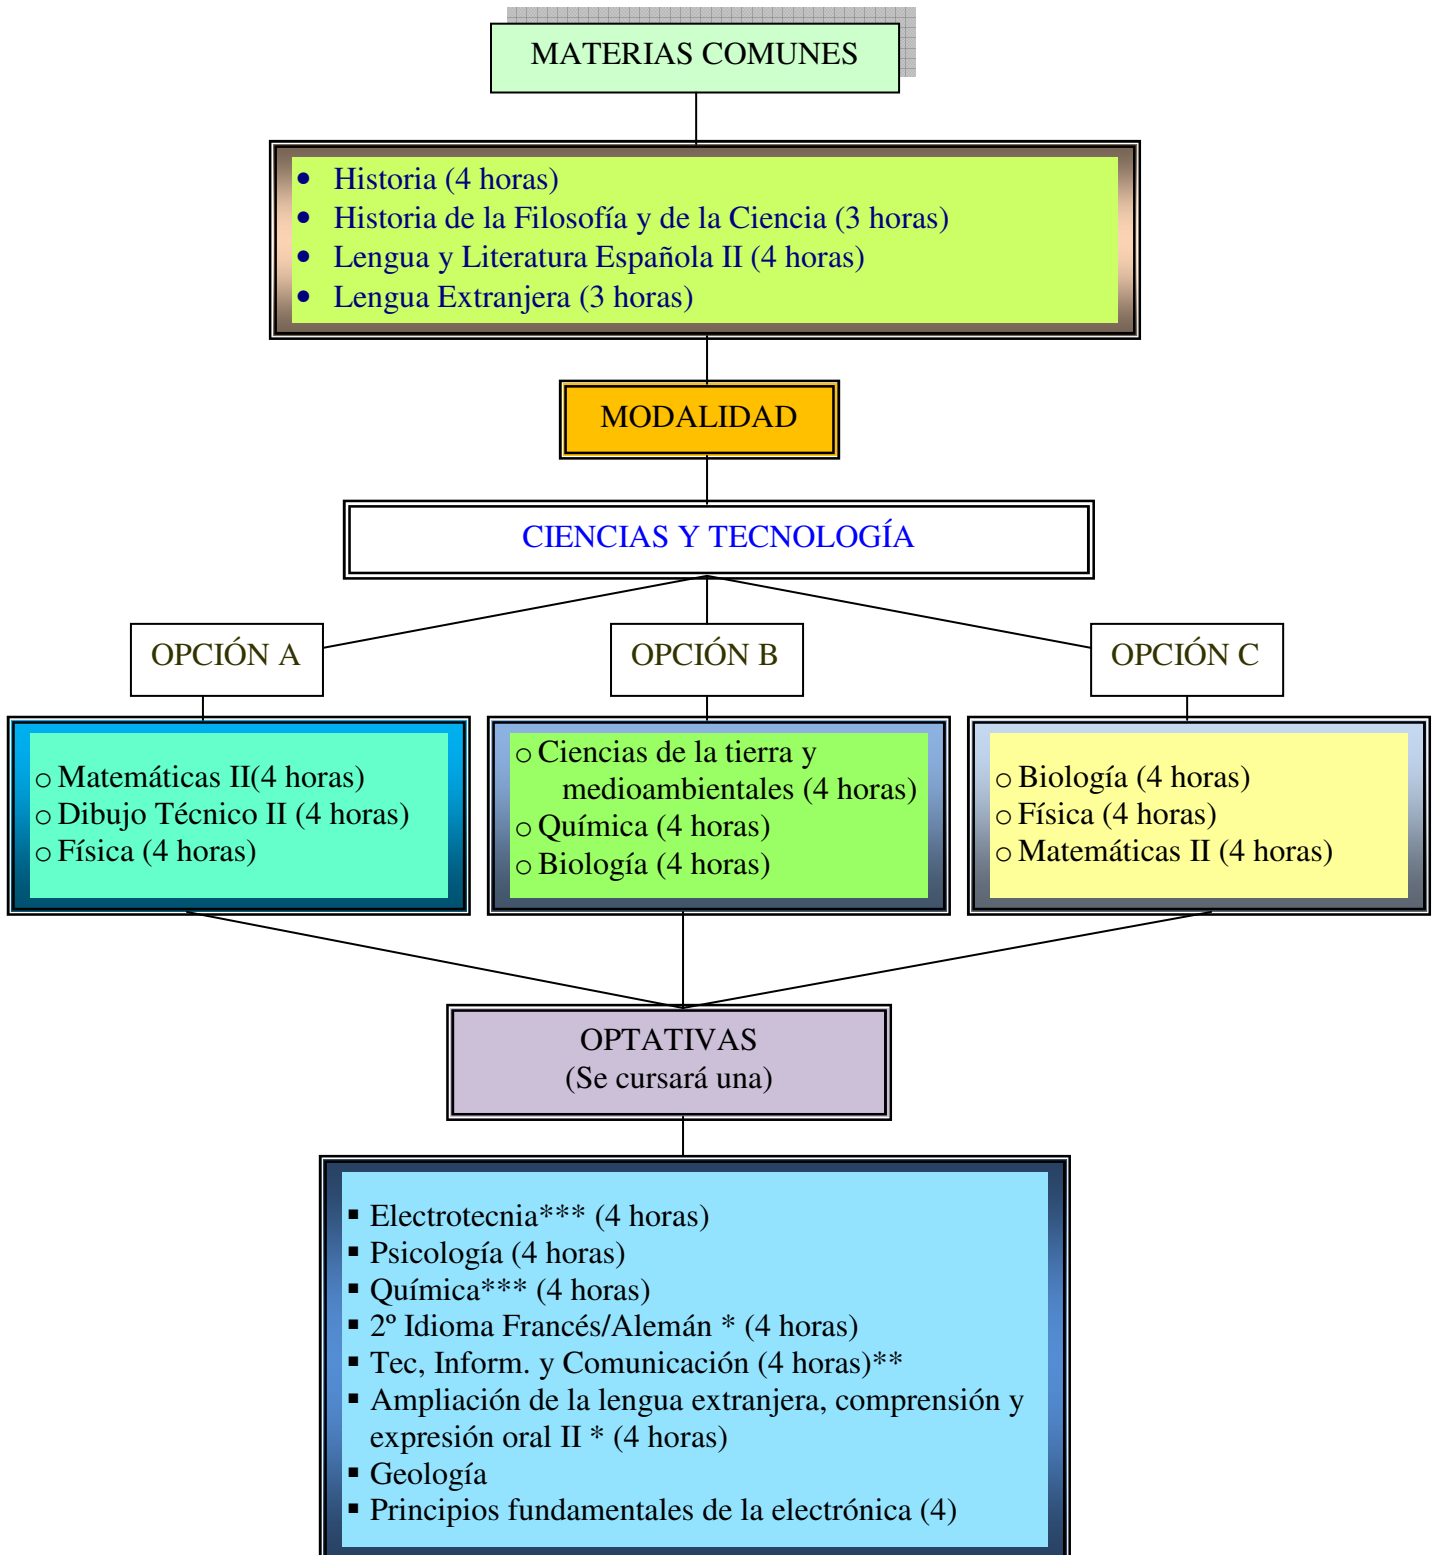 MATERIAS COMUNES
• Historia (4 horas)
• Historia de la Filosofía y de la Ciencia (3 horas)
• Lengua y Literatura Española II (4 horas)
• Lengua Extranjera (3 horas)
MODALIDAD
CIENCIAS Y TECNOLOGÍA
OPCIÓN A
OPCIÓN B
OPCIÓN C
o Matemáticas II(4 horas)
o Dibujo Técnico II (4 horas)
o Física (4 horas)
o Ciencias de la tierra y
medioambientales (4 horas)
o Química (4 horas)
o Biología (4 horas)
o Biología (4 horas)
o Física (4 horas)
o Matemáticas II (4 horas)
OPTATIVAS
(Se cursará una)
▪ Electrotecnia*** (4 horas)
▪ Psicología (4 horas)
▪ Química*** (4 horas)
▪ 2º Idioma Francés/Alemán * (4 horas)
▪ Tec, Inform. y Comunicación (4 horas)**
▪ Ampliación de la lengua extranjera, comprensión y
expresión oral II * (4 horas)
▪ Geología
▪ Principios fundamentales de la electrónica (4)